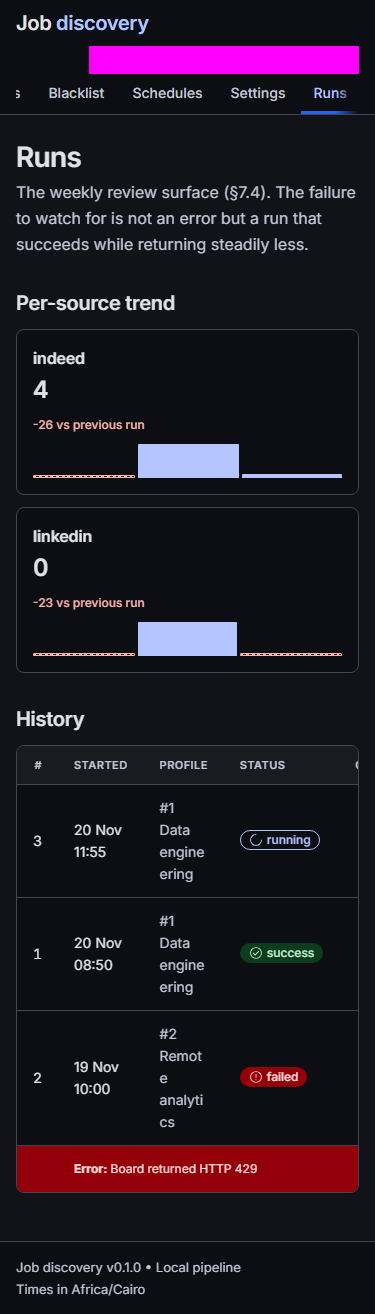 Job discovery
s Blacklist Schedules Settings Runs
Runs
The weekly review surface (§7.4). The failure
to watch for is not an error but a run that
succeeds while returning steadily less.
Per-source trend
indeed
4
-26 vs previous run
linkedin
0
-23 vs previous run
History
# STARTED PROFILE STATUS
3
20 Nov
11:55
#1
Data
engine
ering
running
1
20 Nov
08:50
#1
Data
engine
ering
success
2
19 Nov
10:00
#2
Remot
e
analyti
cs
failed
Error: Board returned HTTP 429
Job discovery v0.1.0 • Local pipeline
Times in Africa/Cairo